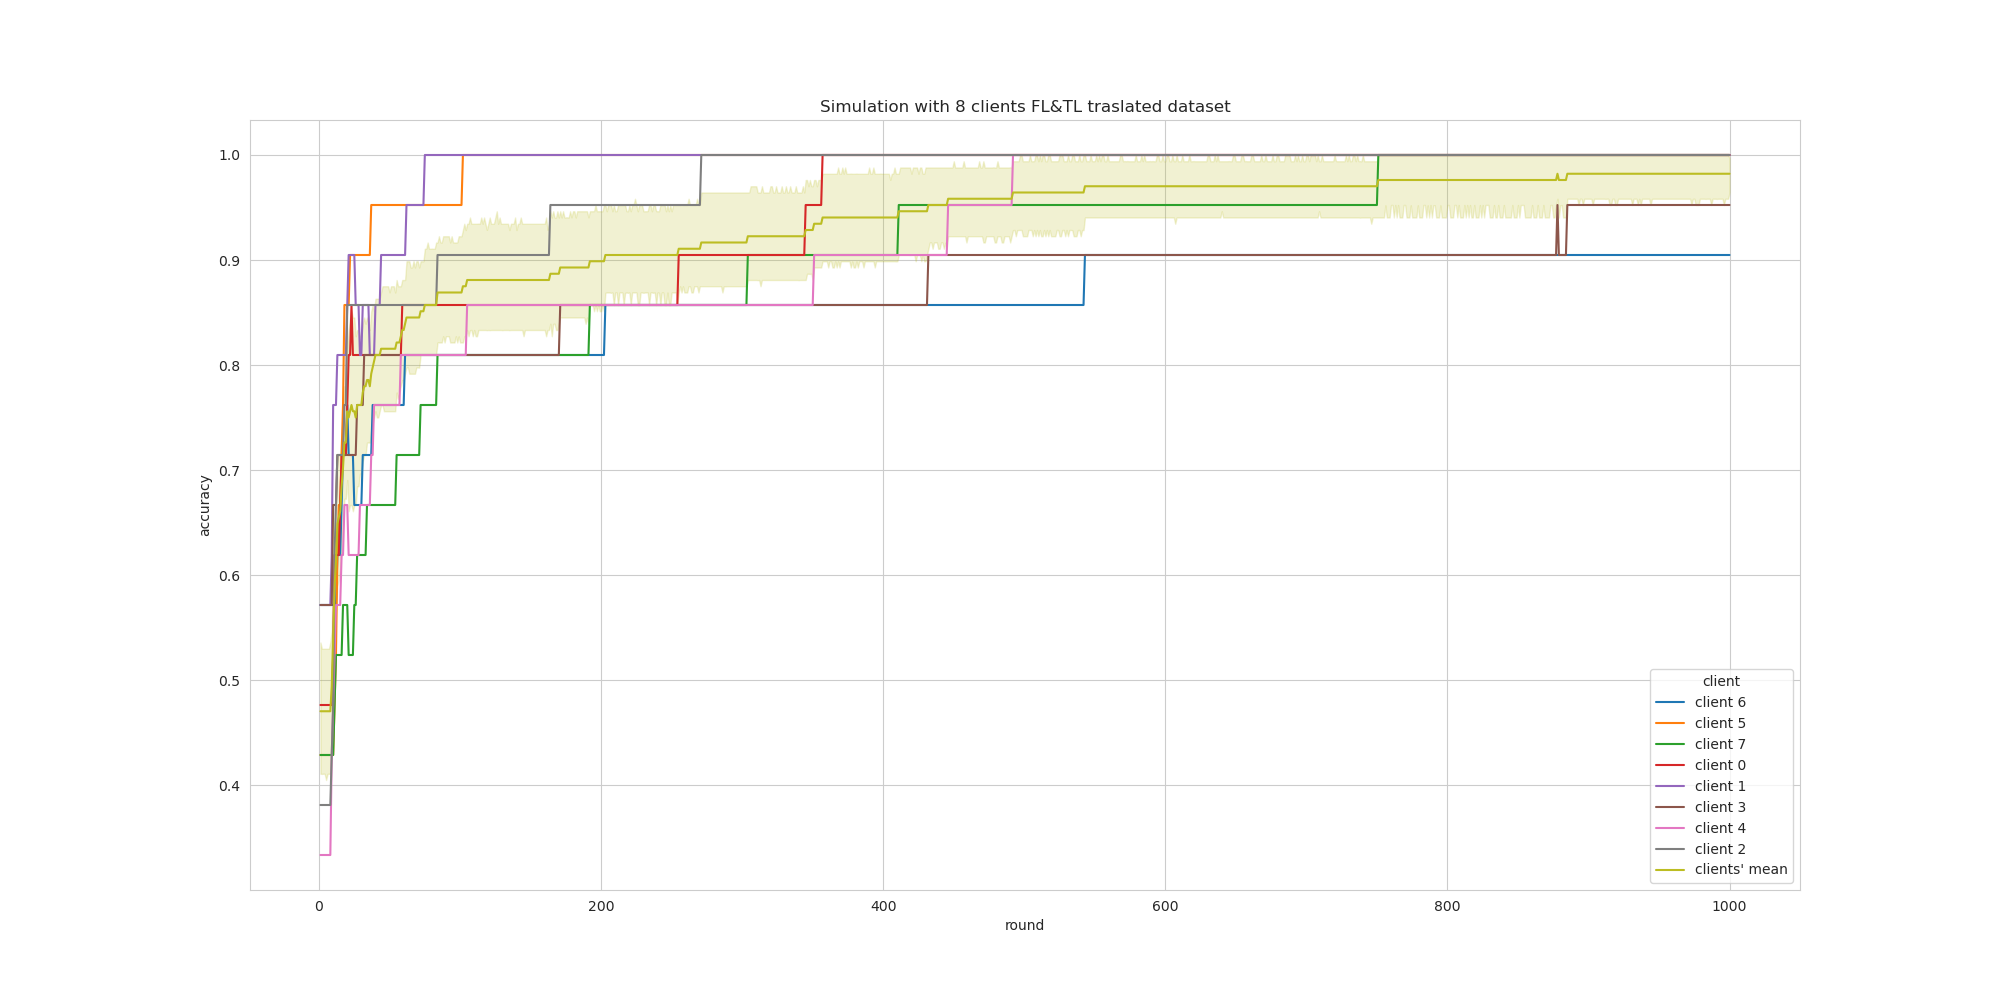 Simulation with 8 clients FL&TL traslated dataset
1.0
0.9
0.8
0.7
0.6
0.5
0.4
accuracy
0
200
400
600
800
1000
round
client
client 6
client 5
client 7
client 0
client 1
client 3
client 4
client 2
clients' mean